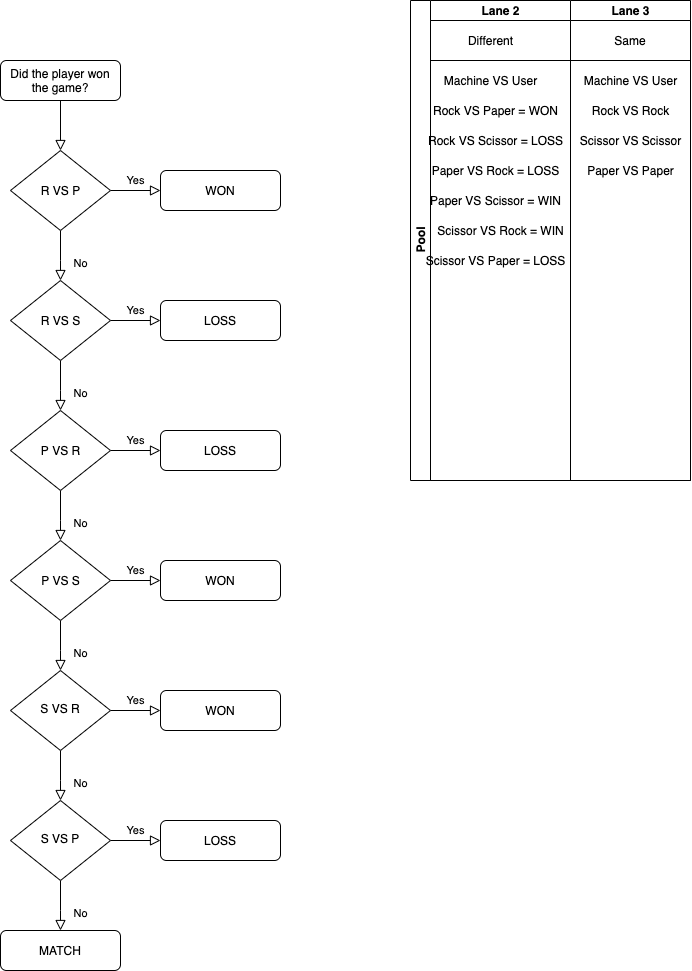 Did the player won
the game?
R VS P
Yes
WON
No
R VS S
Yes
LOSS
No
P VS R
Yes
LOSS
No
P VS S
Yes
WON
No
S VS R
Yes
WON
No
S VS P
Yes
LOSS
No
MATCH
Pool
Lane 2
Different
Machine VS User
Rock VS Paper = WON
Rock VS Scissor = LOSS
Paper VS Rock = LOSS
Paper VS Scissor = WIN
Scissor VS Rock = WIN
Scissor VS Paper = LOSS
Lane 3
Same
Machine VS User
Rock VS Rock
Scissor VS Scissor
Paper VS Paper